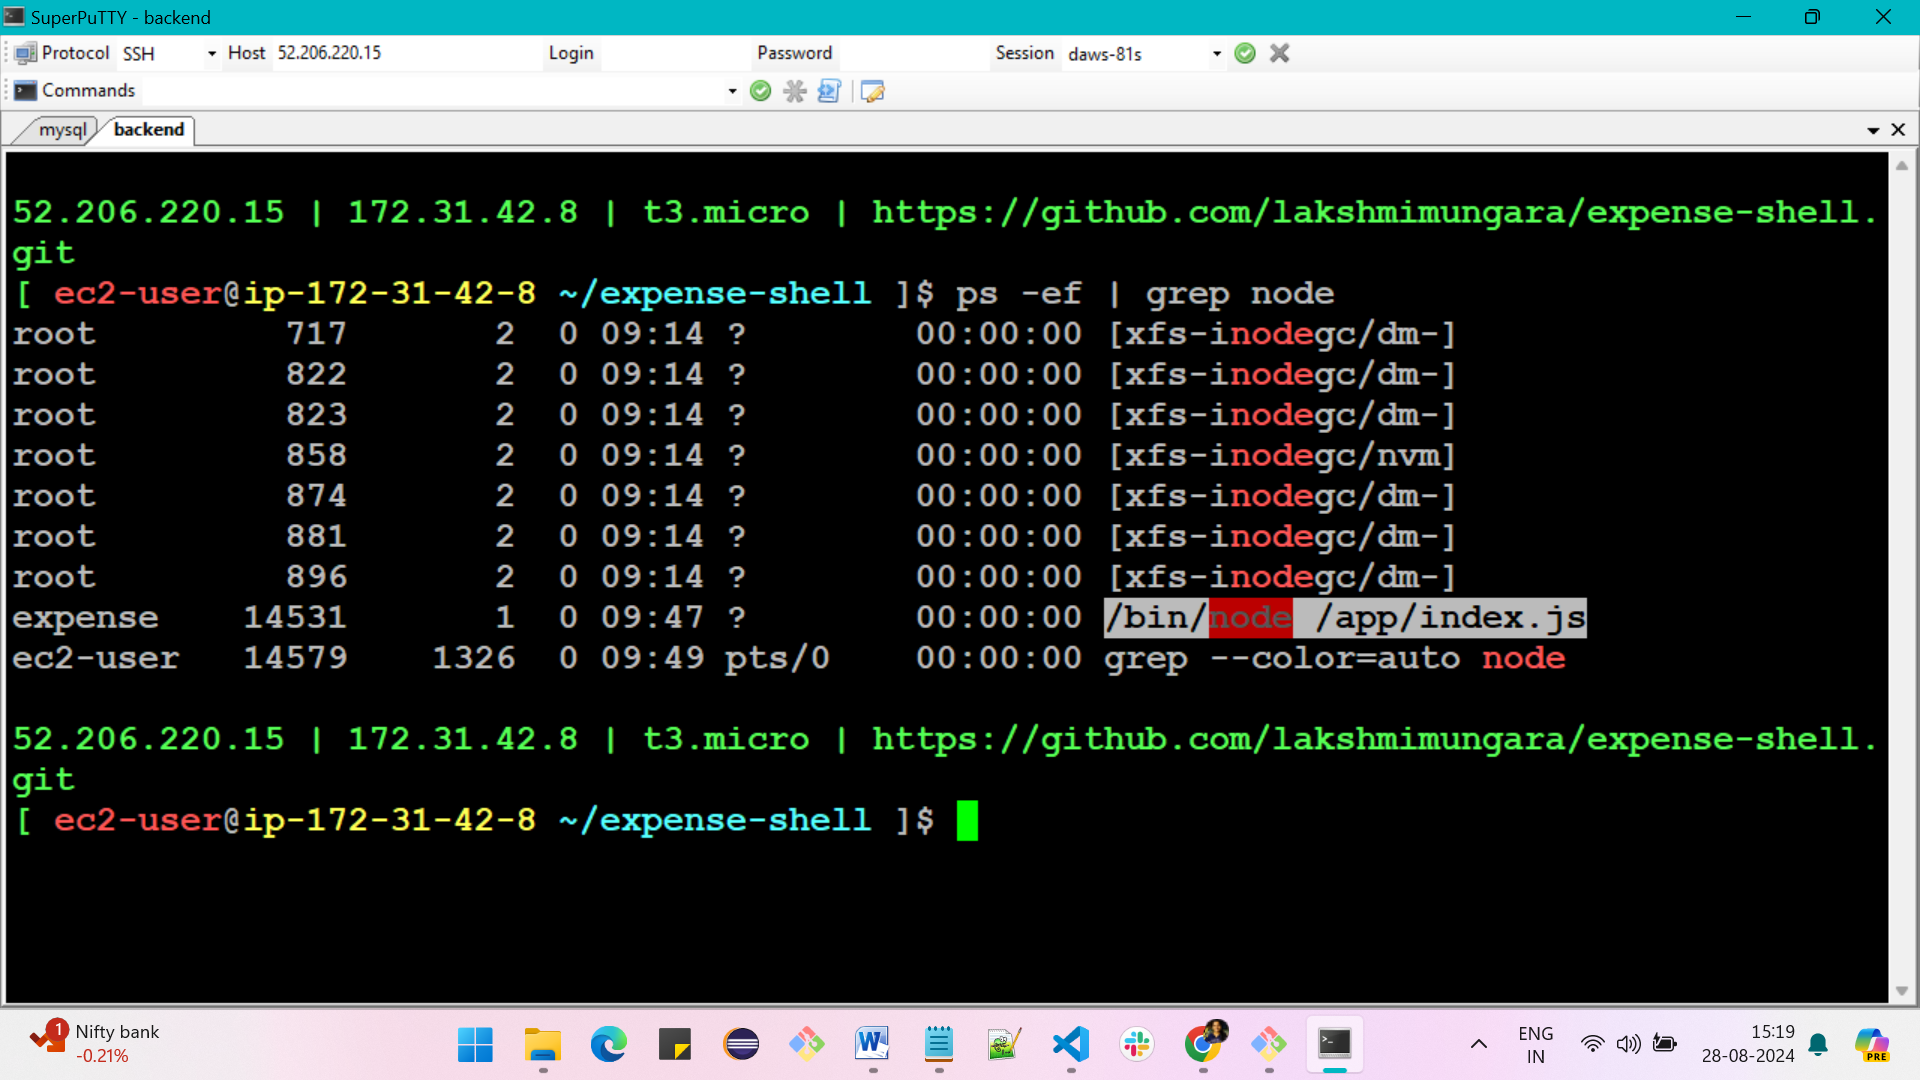 SuperPuTTY - backend
Protocol SSH Host 52.206.220.15 Login Password Session daws-81s
Commands
mysql backend
52.206.220.15 | 172.31.42.8 | t3.micro | https://github.com/lakshmimungara/expense-shell.
git
[ ec2-user@ip-172-31-42-8 ~/expense-shell ]$ ps -ef | grep node
root 717 2 0 09:14 ? 00:00:00 [xfs-inodegc/dm-]
root 822 2 0 09:14 ? 00:00:00 [xfs-inodegc/dm-]
root 823 2 0 09:14 ? 00:00:00 [xfs-inodegc/dm-]
root 858 2 0 09:14 ? 00:00:00 [xfs-inodegc/nvm]
root 874 2 0 09:14 ? 00:00:00 [xfs-inodegc/dm-]
root 881 2 0 09:14 ? 00:00:00 [xfs-inodegc/dm-]
root 896 2 0 09:14 ? 00:00:00 [xfs-inodegc/dm-]
expense 14531 1 0 09:47 ? 00:00:00 /bin/node /app/index.js
ec2-user 14579 1326 0 09:49 pts/0 00:00:00 grep --color=auto node
52.206.220.15 | 172.31.42.8 | t3.micro | https://github.com/lakshmimungara/expense-shell.
git
[ ec2-user@ip-172-31-42-8 ~/expense-shell ]$
1 Nifty bank
-0.21%
ENG
IN
15:19
28-08-2024
PRE